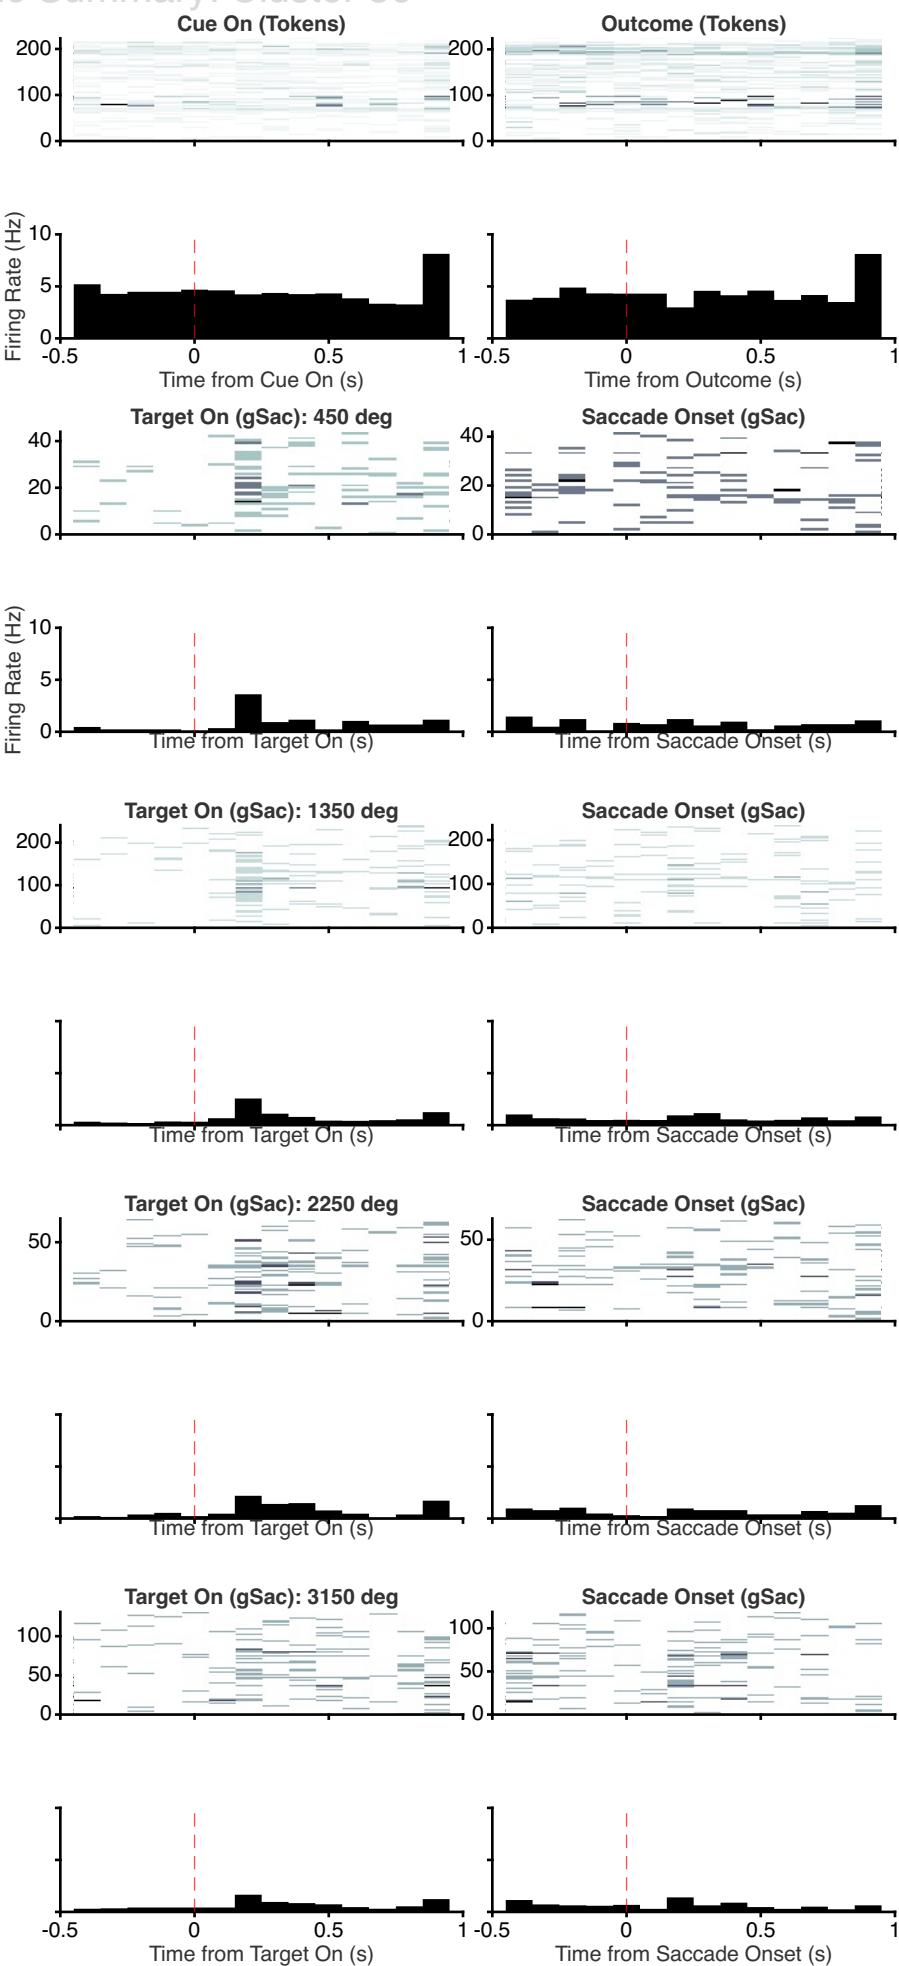 Summary: Cluster
Cue On (Tokens) Outcome (Tokens)
200 200
100 100
0 0
Firing Rate (Hz)
10
5
0
-0.5 0 0.5 1 -0.5 0 0.5 1
Time from Cue On (s) Time from Outcome (s)
Target On (gSac): 450 deg Saccade Onset (gSac)
40 40
20 20
0 0
Firing Rate (Hz)
10
5
0
Time from Target On (s) Time from Saccade Onset (s)
Target On (gSac): 1350 deg Saccade Onset (gSac)
200 200
100 100
0 0
Time from Target On (s) Time from Saccade Onset (s)
Target On (gSac): 2250 deg Saccade Onset (gSac)
50 50
0 0
Time from Target On (s) Time from Saccade Onset (s)
Target On (gSac): 3150 deg Saccade Onset (gSac)
100 100
50 50
0 0
-0.5 0 0.5 1 -0.5 0 0.5 1
Time from Target On (s) Time from Saccade Onset (s)